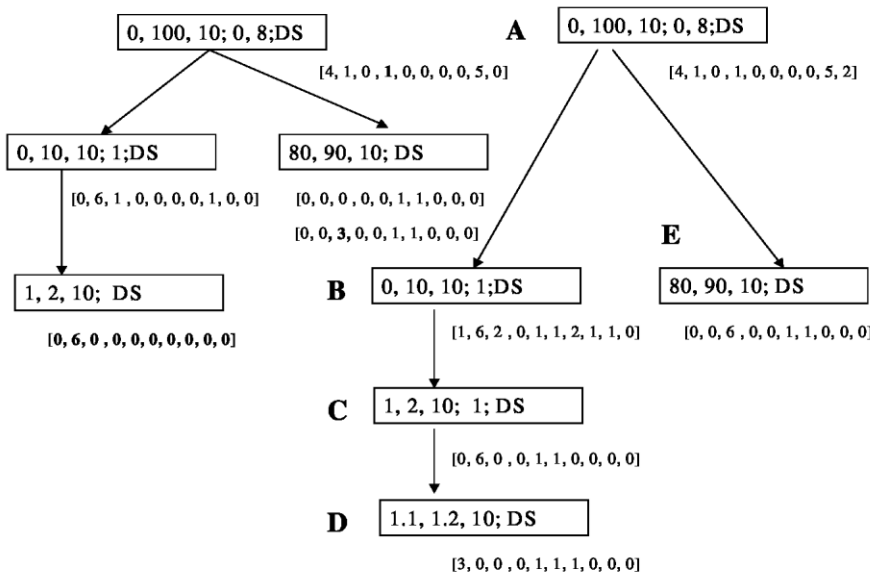 0, 100, 10; 0, 8;DS
[4, 1, 0 , 1, 0, 0, 0, 0, 5, 0]
0, 10, 10; 1;DS
80, 90, 10; DS
[0, 6, 1 , 0, 0, 0, 0, 1, 0, 0]
[0, 0, 0 , 0, 0, 1, 1, 0, 0, 0]
[0, 0, 3, 0, 0, 1, 1, 0, 0, 0]
1, 2, 10; DS
[0, 6, 0 , 0, 0, 0, 0, 0, 0, 0]
A
0, 100, 10; 0, 8;DS
[4, 1, 0 , 1, 0, 0, 0, 0, 5, 2]
E
B
0, 10, 10; 1;DS
80, 90, 10; DS
[1, 6, 2 , 0, 1, 1, 2, 1, 1, 0]
[0, 0, 6 , 0, 0, 1, 1, 0, 0, 0]
C
1, 2, 10; 1; DS
[0, 6, 0 , 0, 1, 1, 0, 0, 0, 0]
D
1.1, 1.2, 10; DS
[3, 0, 0 , 0, 1, 1, 1, 0, 0, 0]